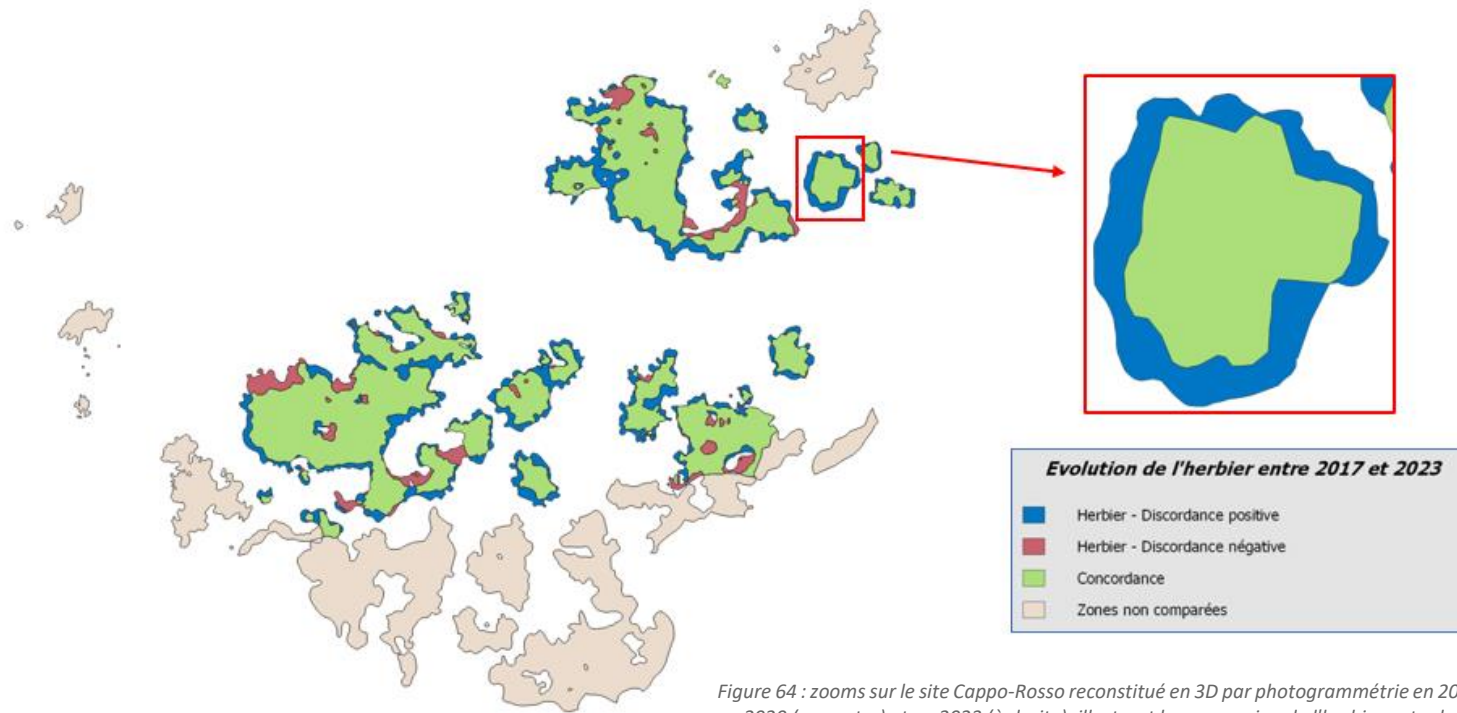 Evolution de l'herbier entre 2017 et 2023
Herbier - Discordance positive
Herbier - Discordance négative
Concordance
Zones non comparées
Figure 64 : zooms sur le site Cappo-Rosso reconstitué en 3D par photogrammétrie en 20